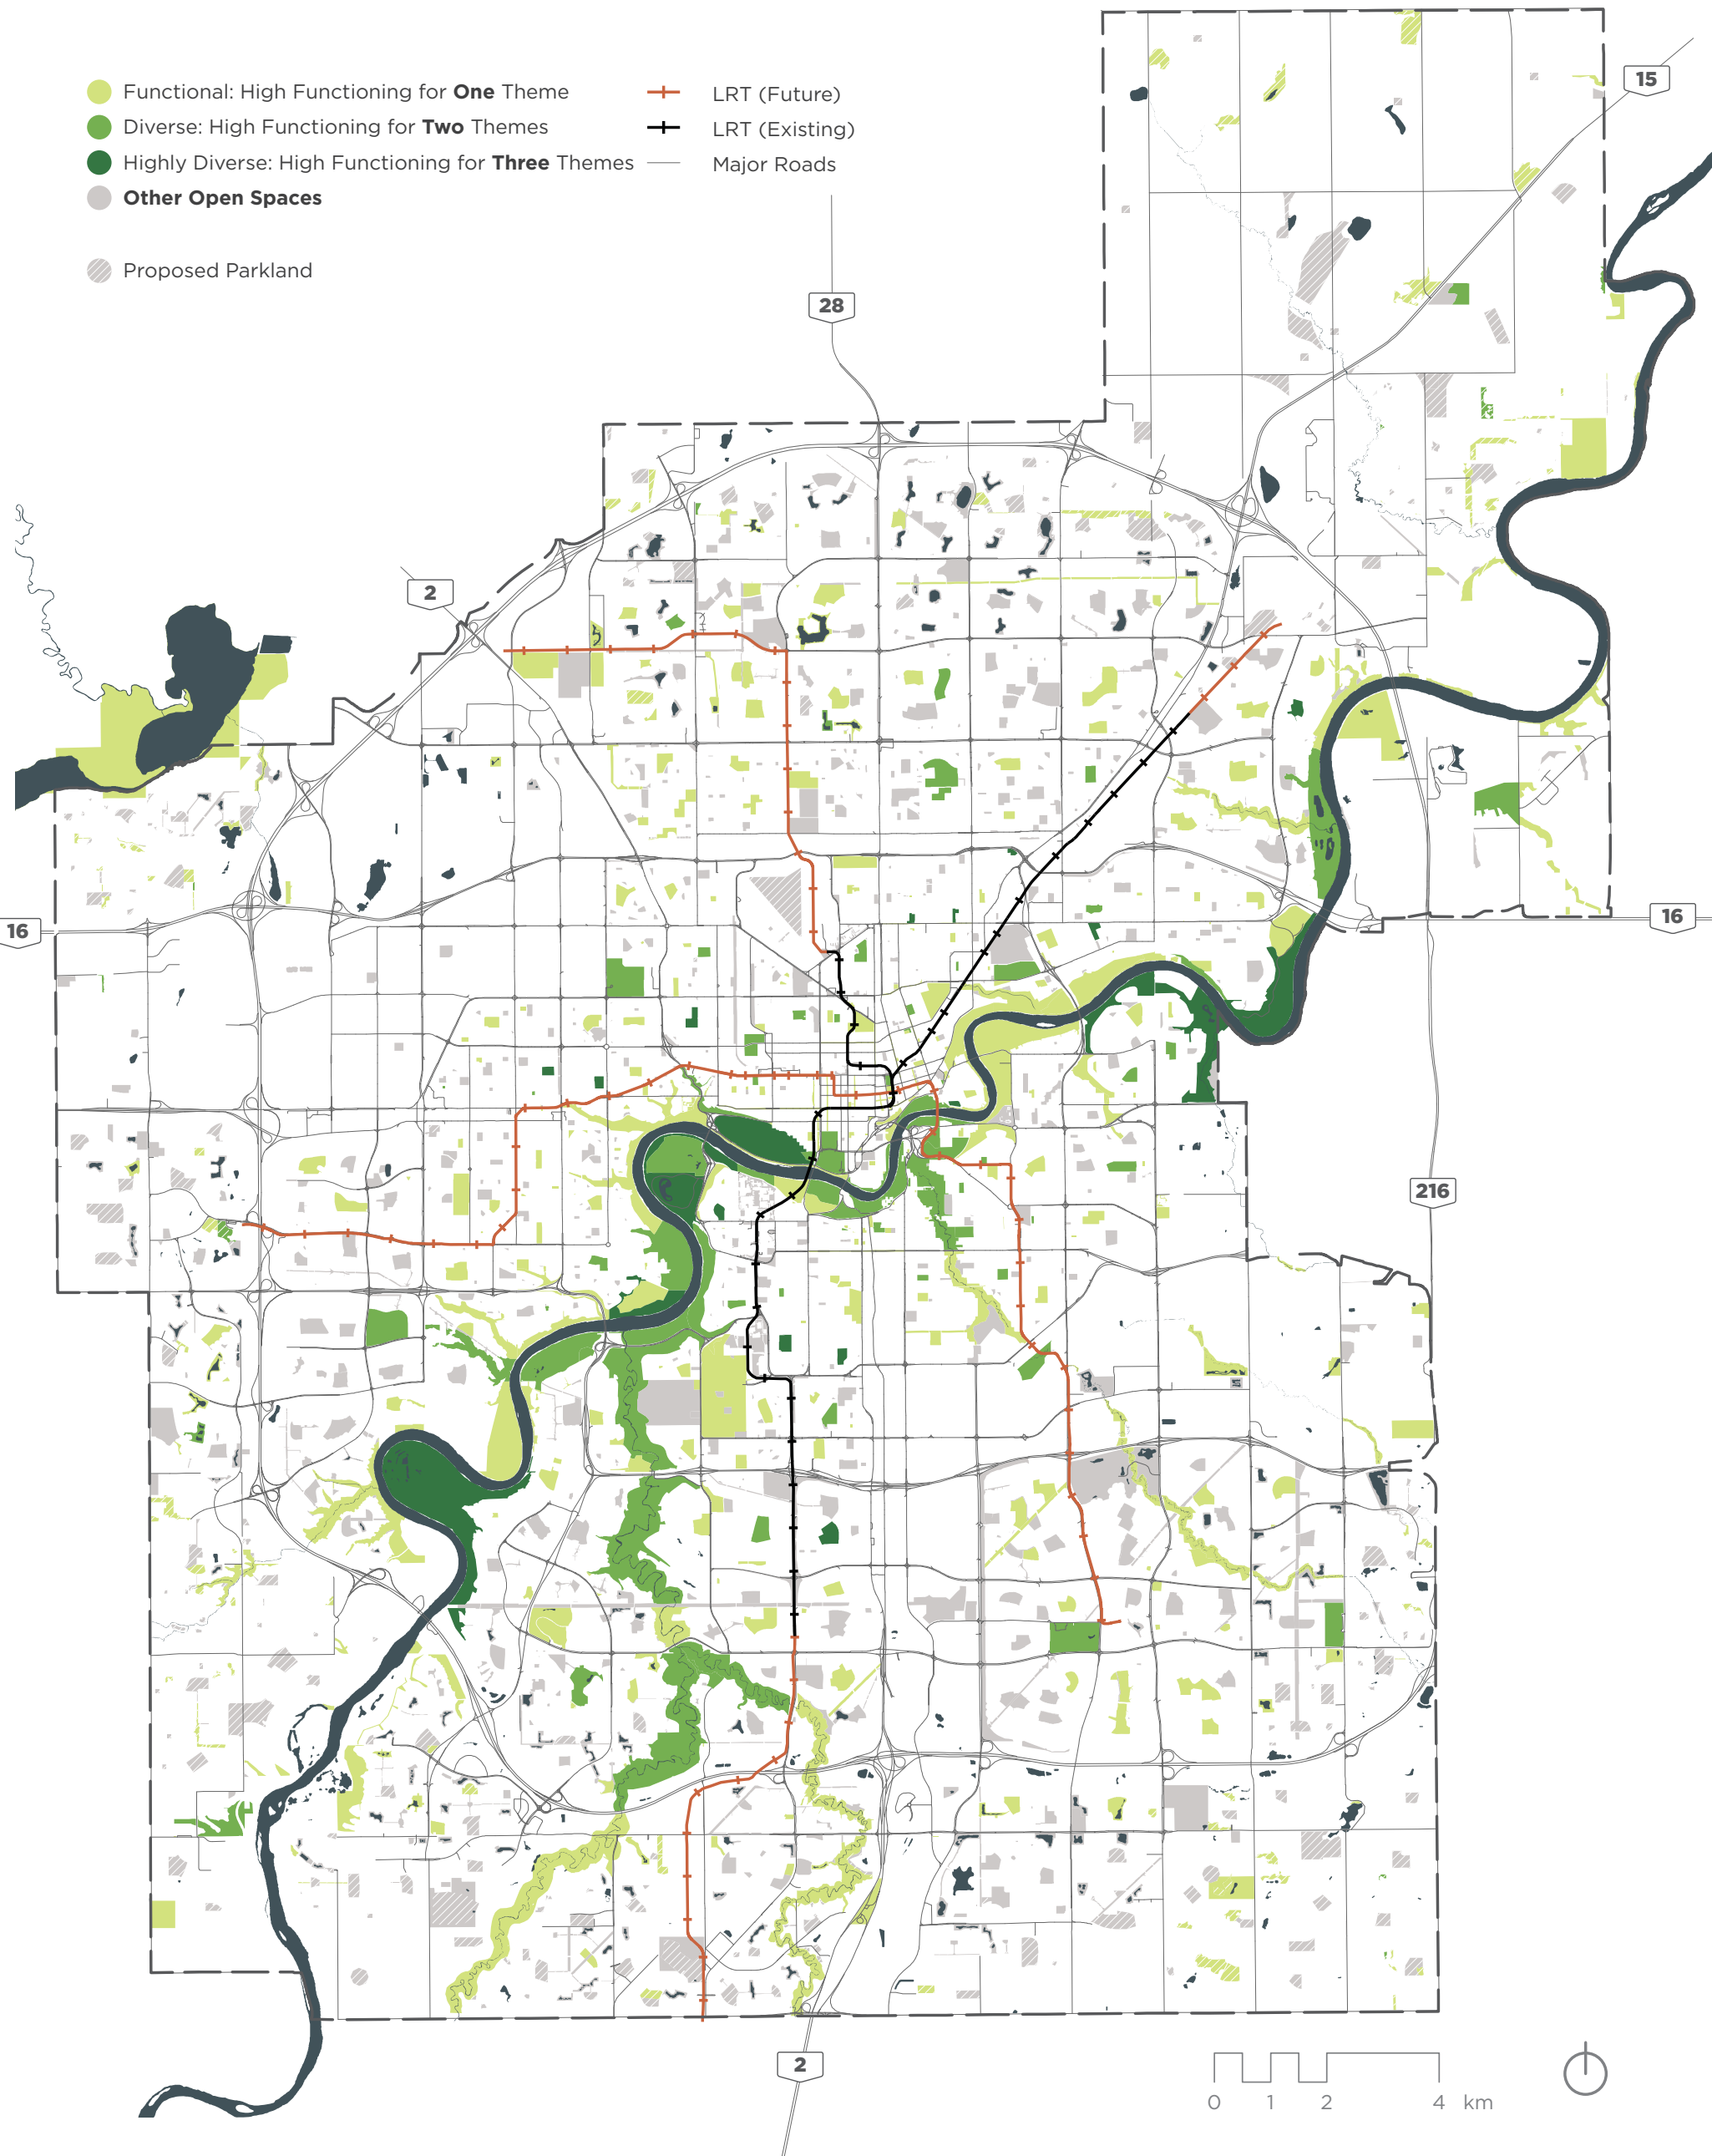 Functional: High Functioning for One Theme
Diverse: High Functioning for Two Themes
Highly Diverse: High Functioning for Three Themes
Other Open Spaces
Proposed Parkland
LRT (Future)
LRT (Existing)
Major Roads
15
28
2
16
16
216
2
0 1 2 4 km